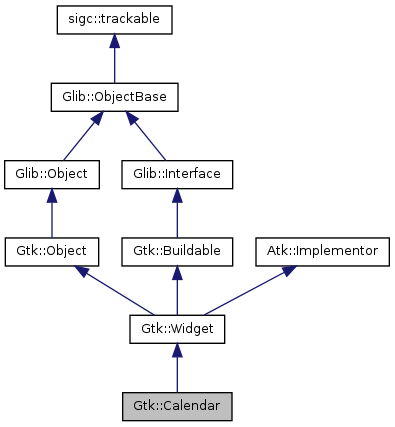 sigc::trackable
Glib::ObjectBase
Glib::Object
Glib::Interface
Gtk::Object
Gtk::Buildable
Atk::Implementor
Gtk::Widget
Gtk::Calendar